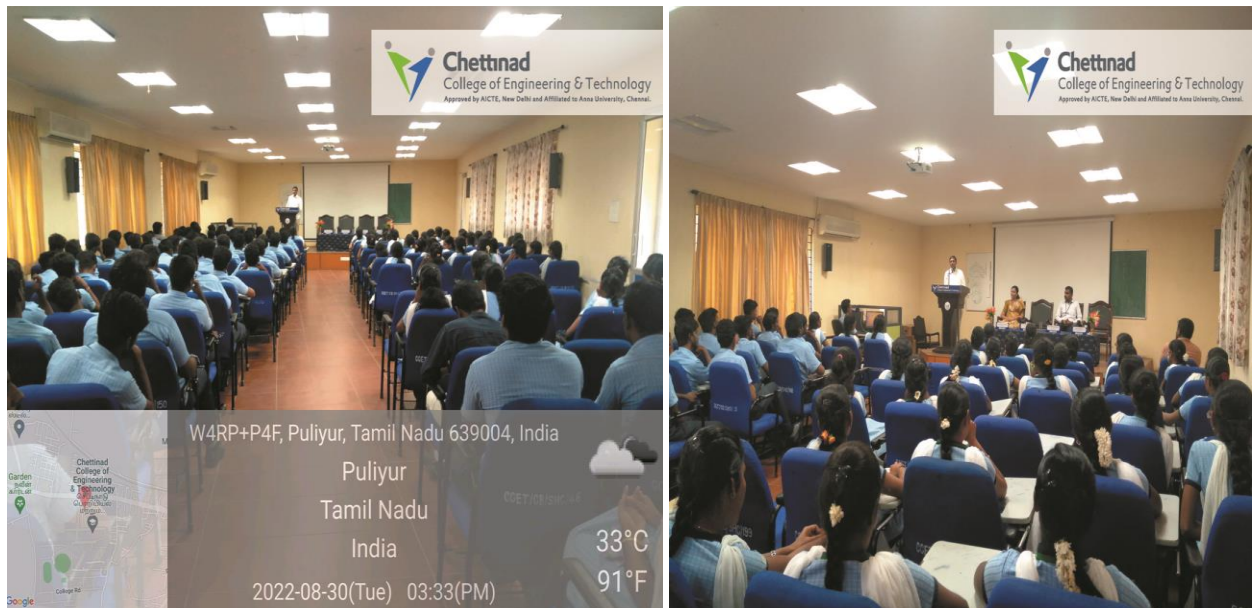 Chettinad
College of Engineering & Technology
Approved by AICTE, New Delhi and Affiliated to Anna University, Chennai.
W4RP+P4F, Puliyur, Tamil Nadu 639004, India
Puliyur
Tamil Nadu
India
2022-08-30(Tue) 03:33(PM)
33°C
91°F
Garden
Chettinad
College of
Engineering
& Technology
College Rd
Google
Chettinad
College of Engineering & Technology
Approved by AICTE, New Delhi and Affiliated to Anna University, Chennai.